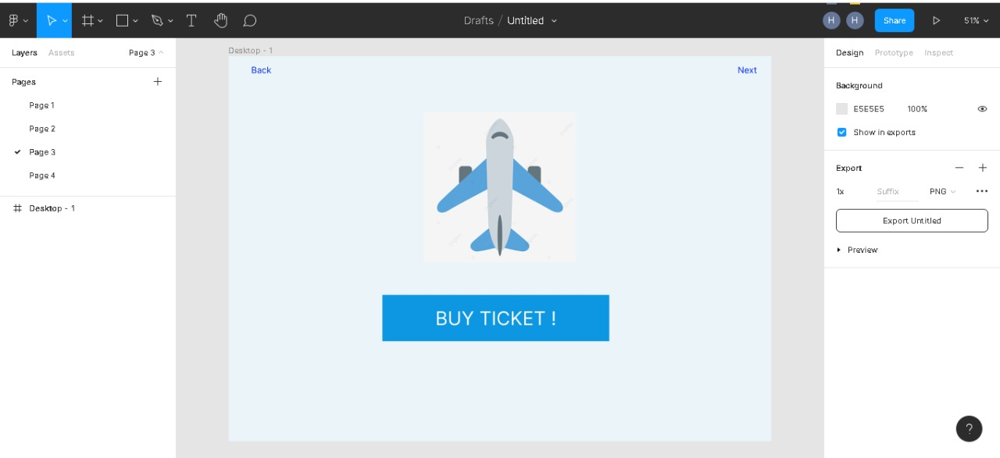 Drafts / Untitled
H H Share 51%
Layers Assets Page 3
Pages
Page 1
Page 2
Page 3
Page 4
Desktop - 1
Desktop - 1
Back Next
BUY TICKET !
Design Prototype Inspect
Background
E5E5E5 100%
Show in exports
Export
1x Suffix PNG
Export Untitled
Preview
?